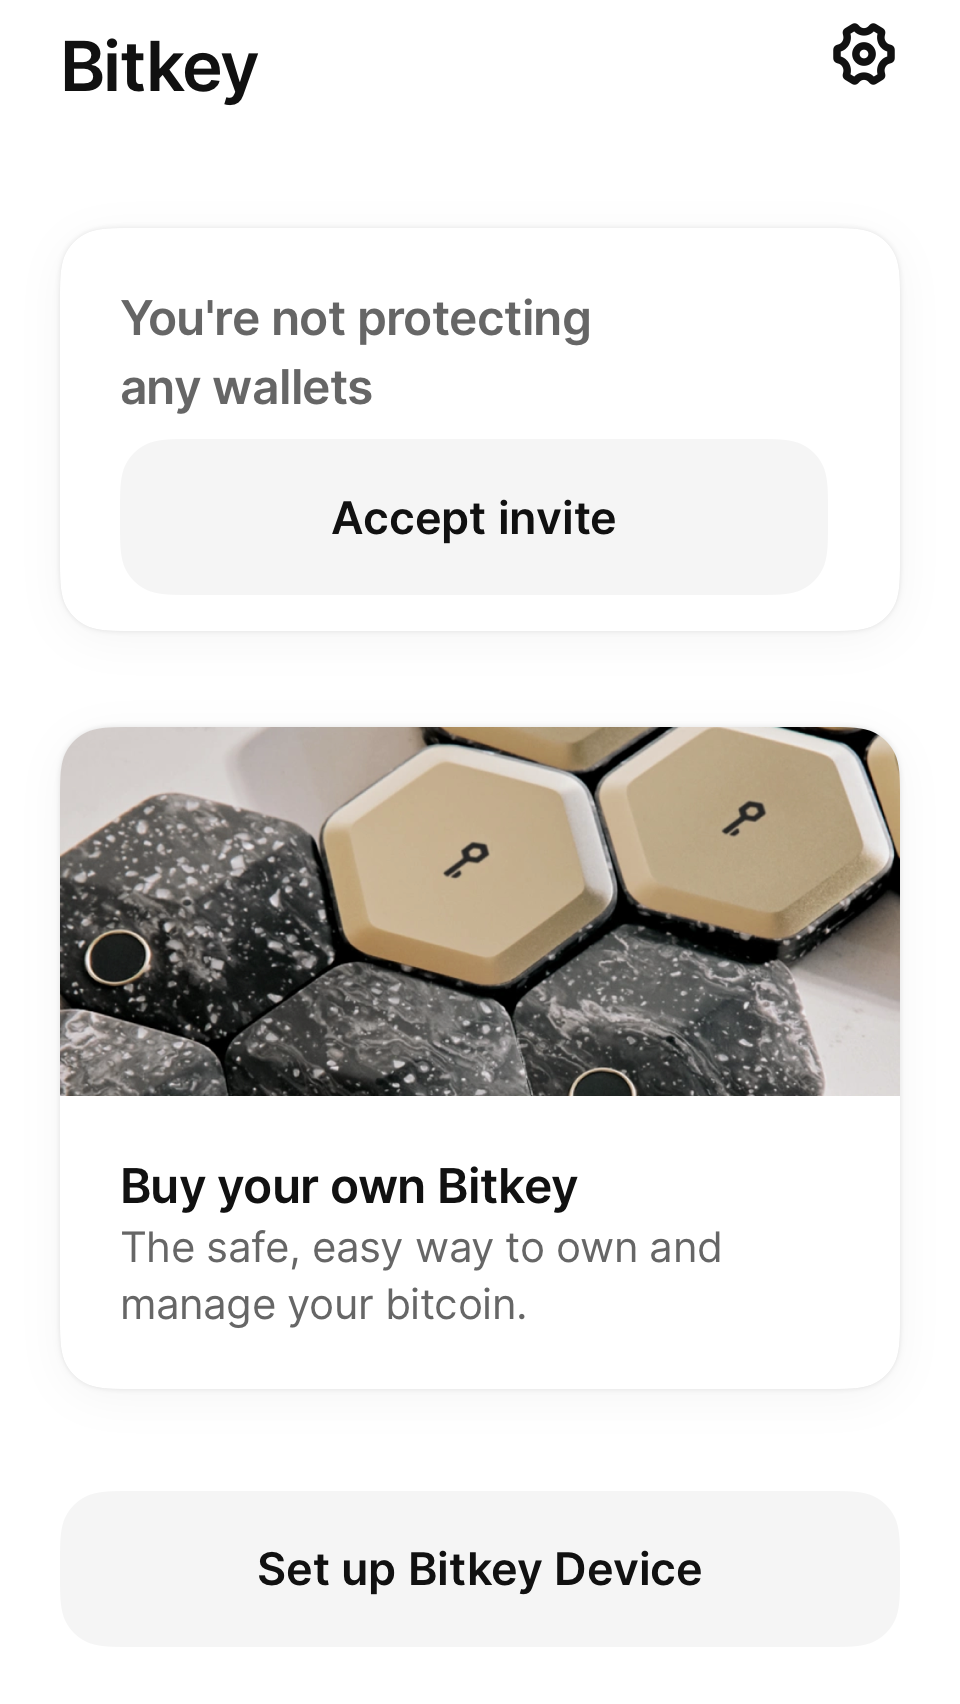 Bitkey
You're not protecting
any wallets
Accept invite
Buy your own Bitkey
The safe, easy way to own and
manage your bitcoin.
Set up Bitkey Device